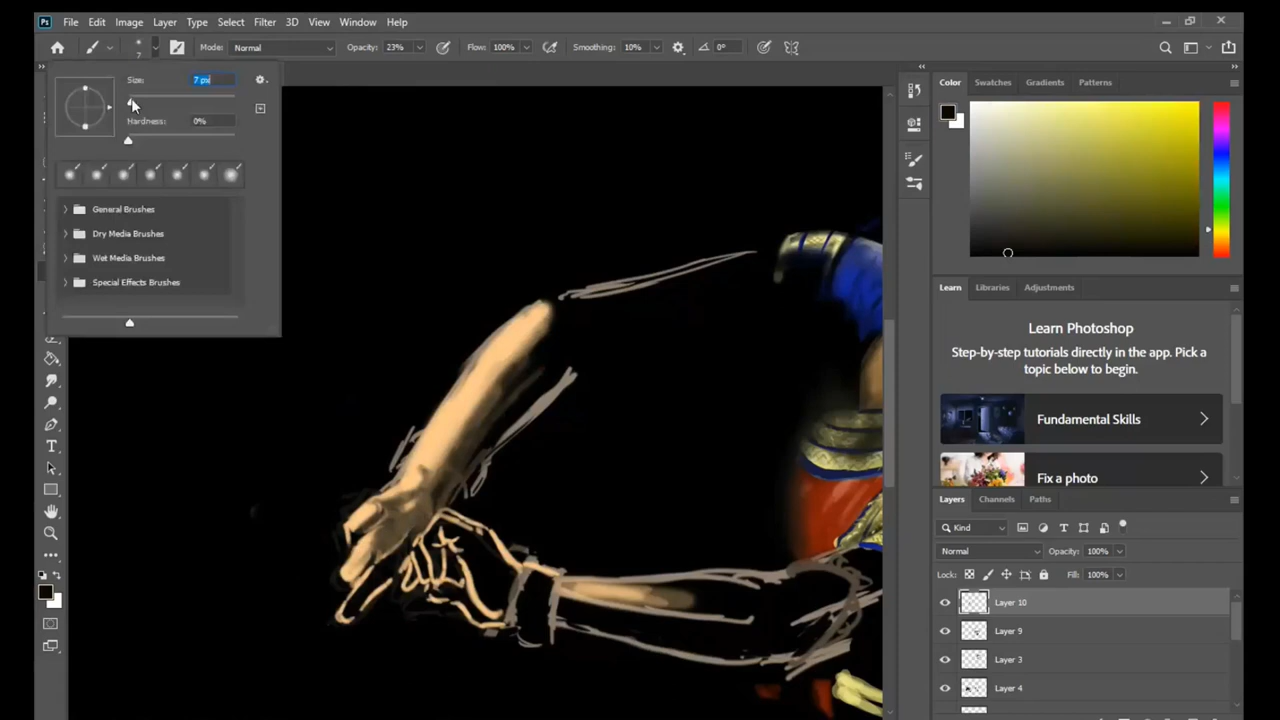 Ps File Edit Image Layer Type Select Filter 3D View Window Help
7 Mode: Normal Opacity: 23% Flow: 100% Smoothing: 10% 0°
Size: 7 px
Hardness: 0%
General Brushes
Dry Media Brushes
Wet Media Brushes
Special Effects Brushes
Color Swatches Gradients Patterns
Learn Libraries Adjustments
Learn Photoshop
Step-by-step tutorials directly in the app. Pick a
topic below to begin.
Fundamental Skills
Fix a photo
Layers Channels Paths
Kind
Normal Opacity: 100%
Lock: Fill: 100%
Layer 10
Layer 9
Layer 3
Layer 4